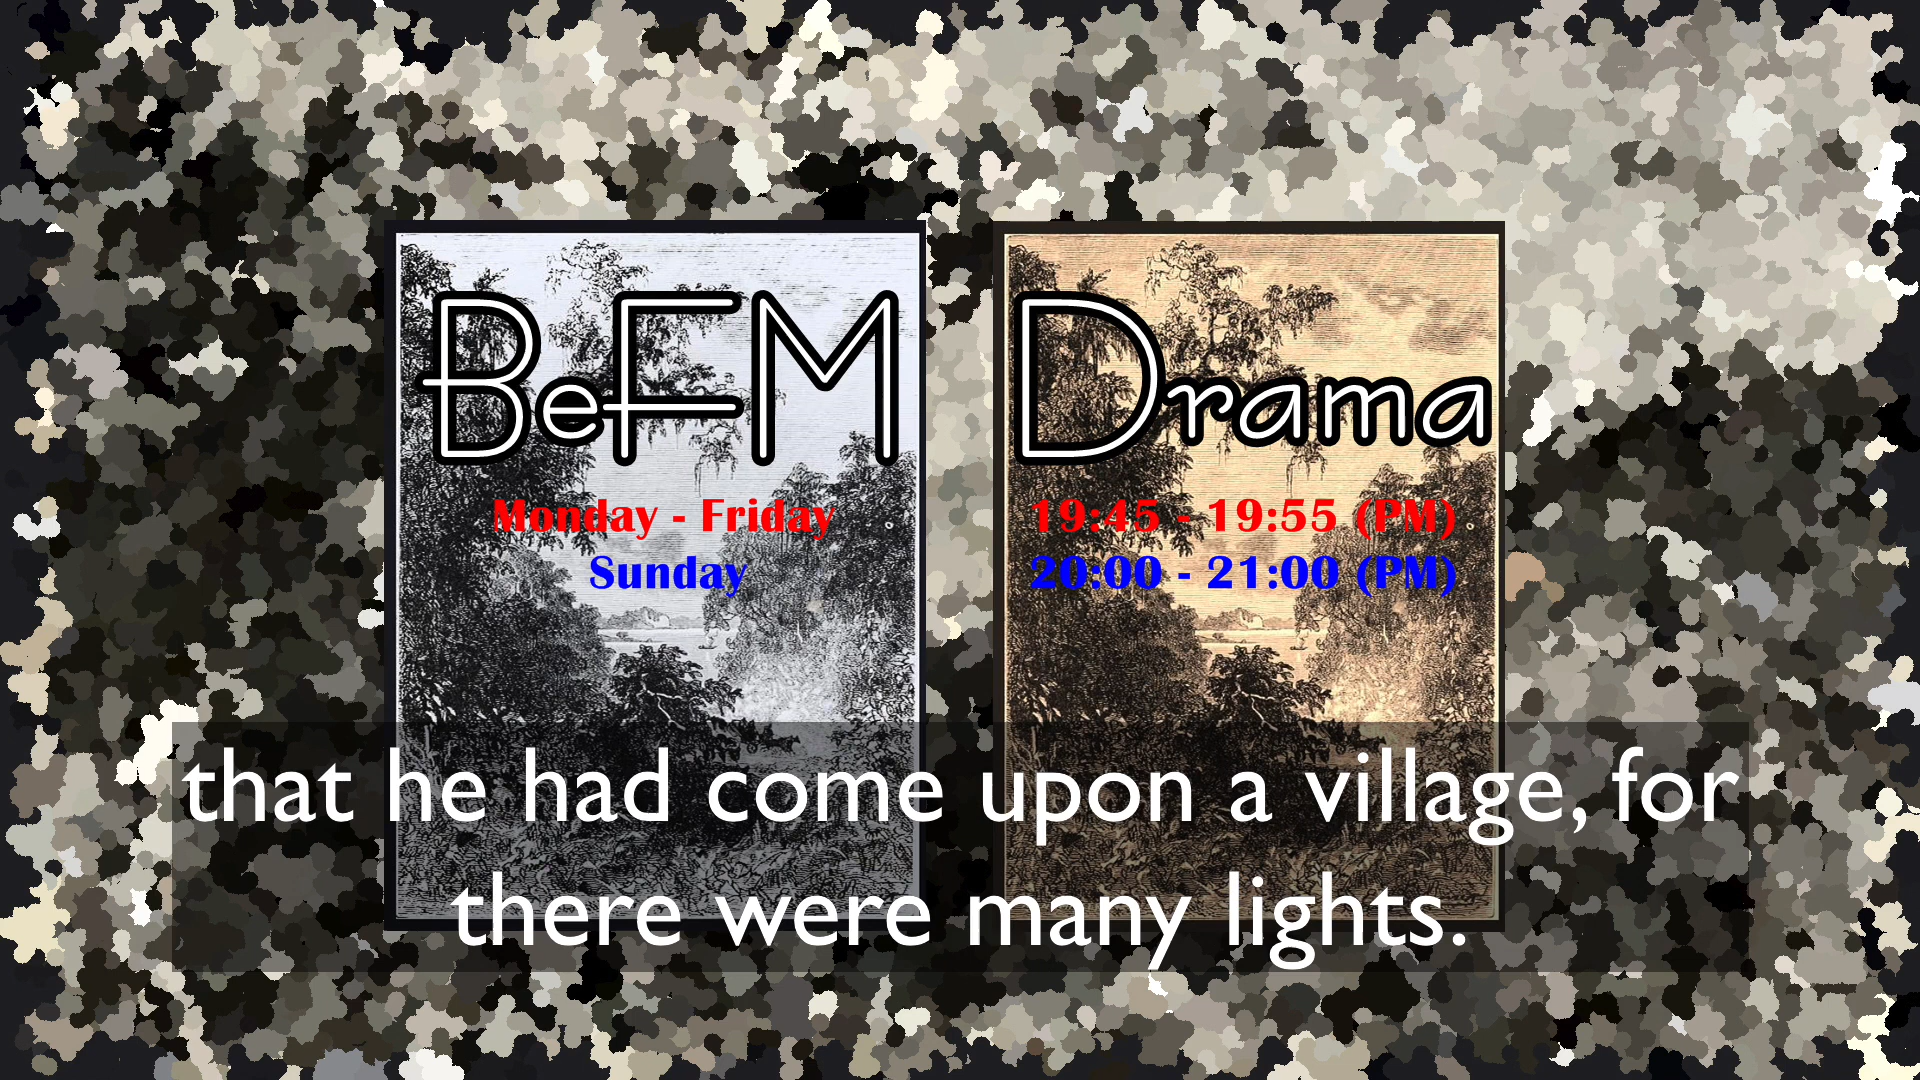 BeFM Drama
Monday - Friday 19:45 - 19:55 (PM)
Sunday 20:00 - 21:00 (PM)
that he had come upon a village, for
there were many lights.